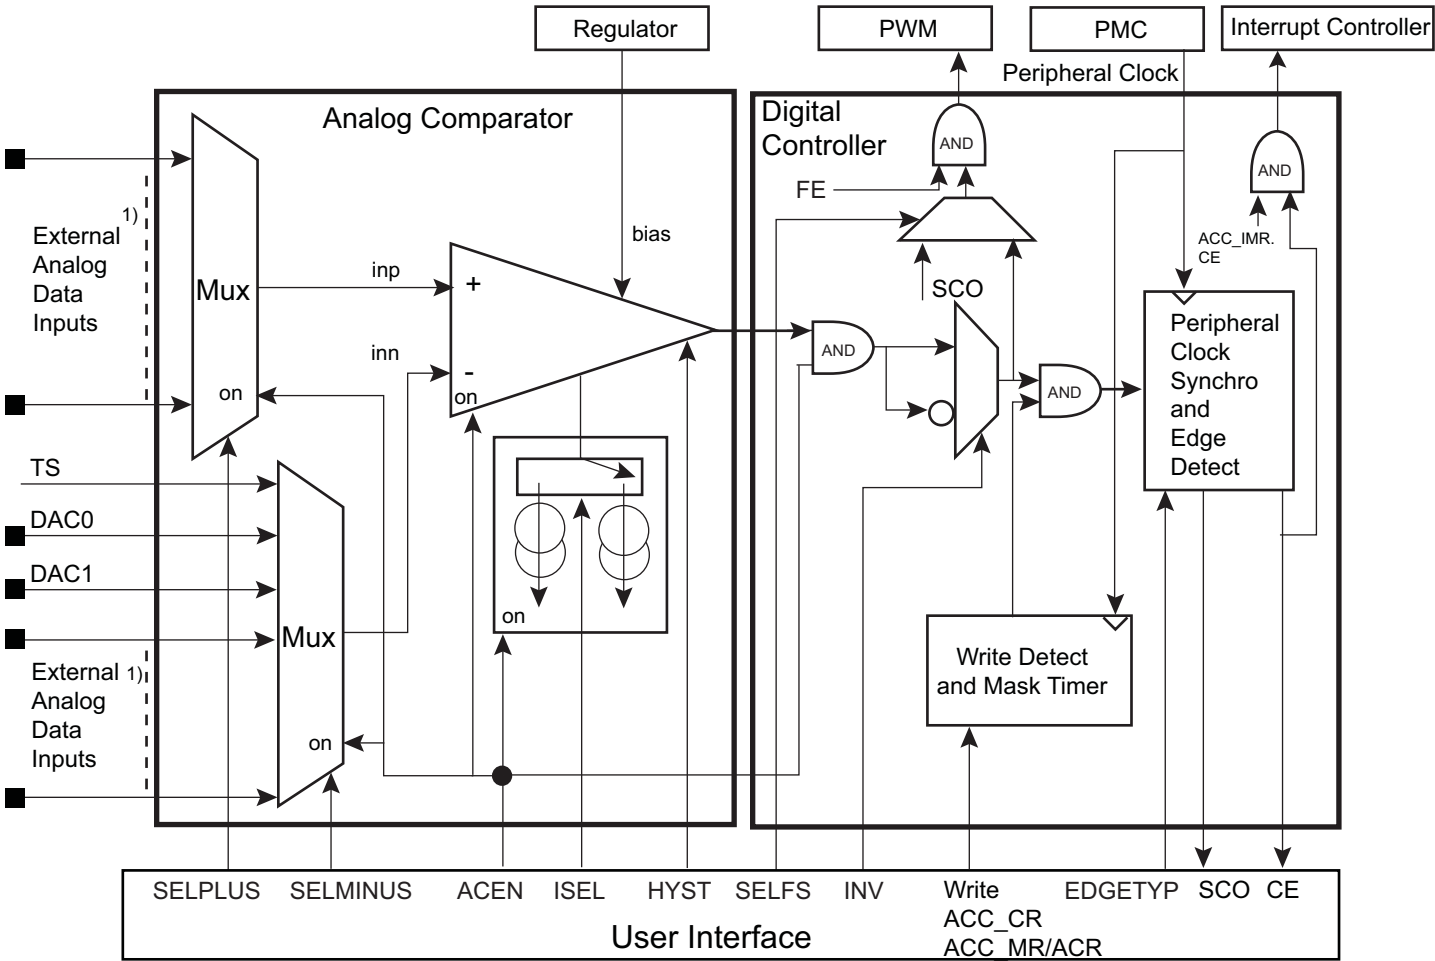 Regulator
PWM
PMC
Interrupt Controller
Peripheral Clock
Analog Comparator
Digital
Controller
AND
AND
FE
1)
External
Analog
Data
Inputs
bias
ACC_IMR.
CE
inp
Mux
+
SCO
Peripheral
Clock
Synchro
and
Edge
Detect
inn
AND
-
on
on
AND
TS
DAC0
DAC1
on
Mux
External 1)
Analog
Data
Inputs
Write Detect
and Mask Timer
on
SELPLUS
SELMINUS
ACEN
ISEL
HYST
SELFS
INV
Write
ACC_CR
ACC_MR/ACR
EDGETYP
SCO
CE
User Interface